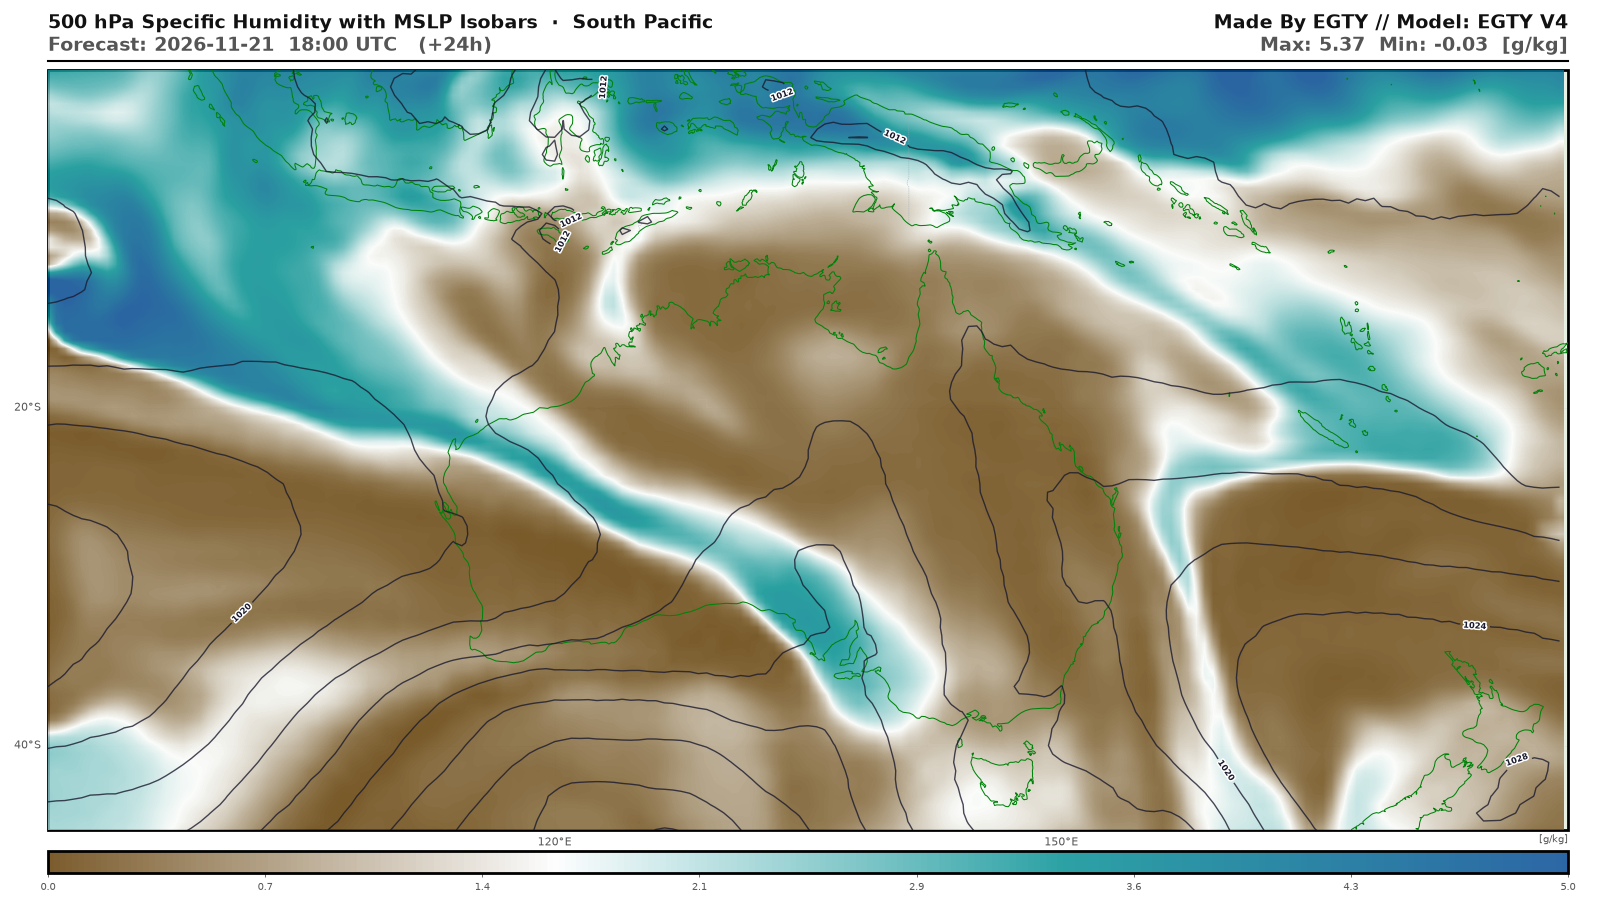 500 hPa Specific Humidity with MSLP Isobars · South Pacific
Made By EGTY // Model: EGTY V4
Forecast: 2026-11-21 18:00 UTC (+24h)
Max: 5.37 Min: -0.03 [g/kg]
1012
1012
1012
1012
1012
20°S
1020
1024
40°S
1020
1028
120°E
150°E
[g/kg]
0.0
0.7
1.4
2.1
2.9
3.6
4.3
5.0